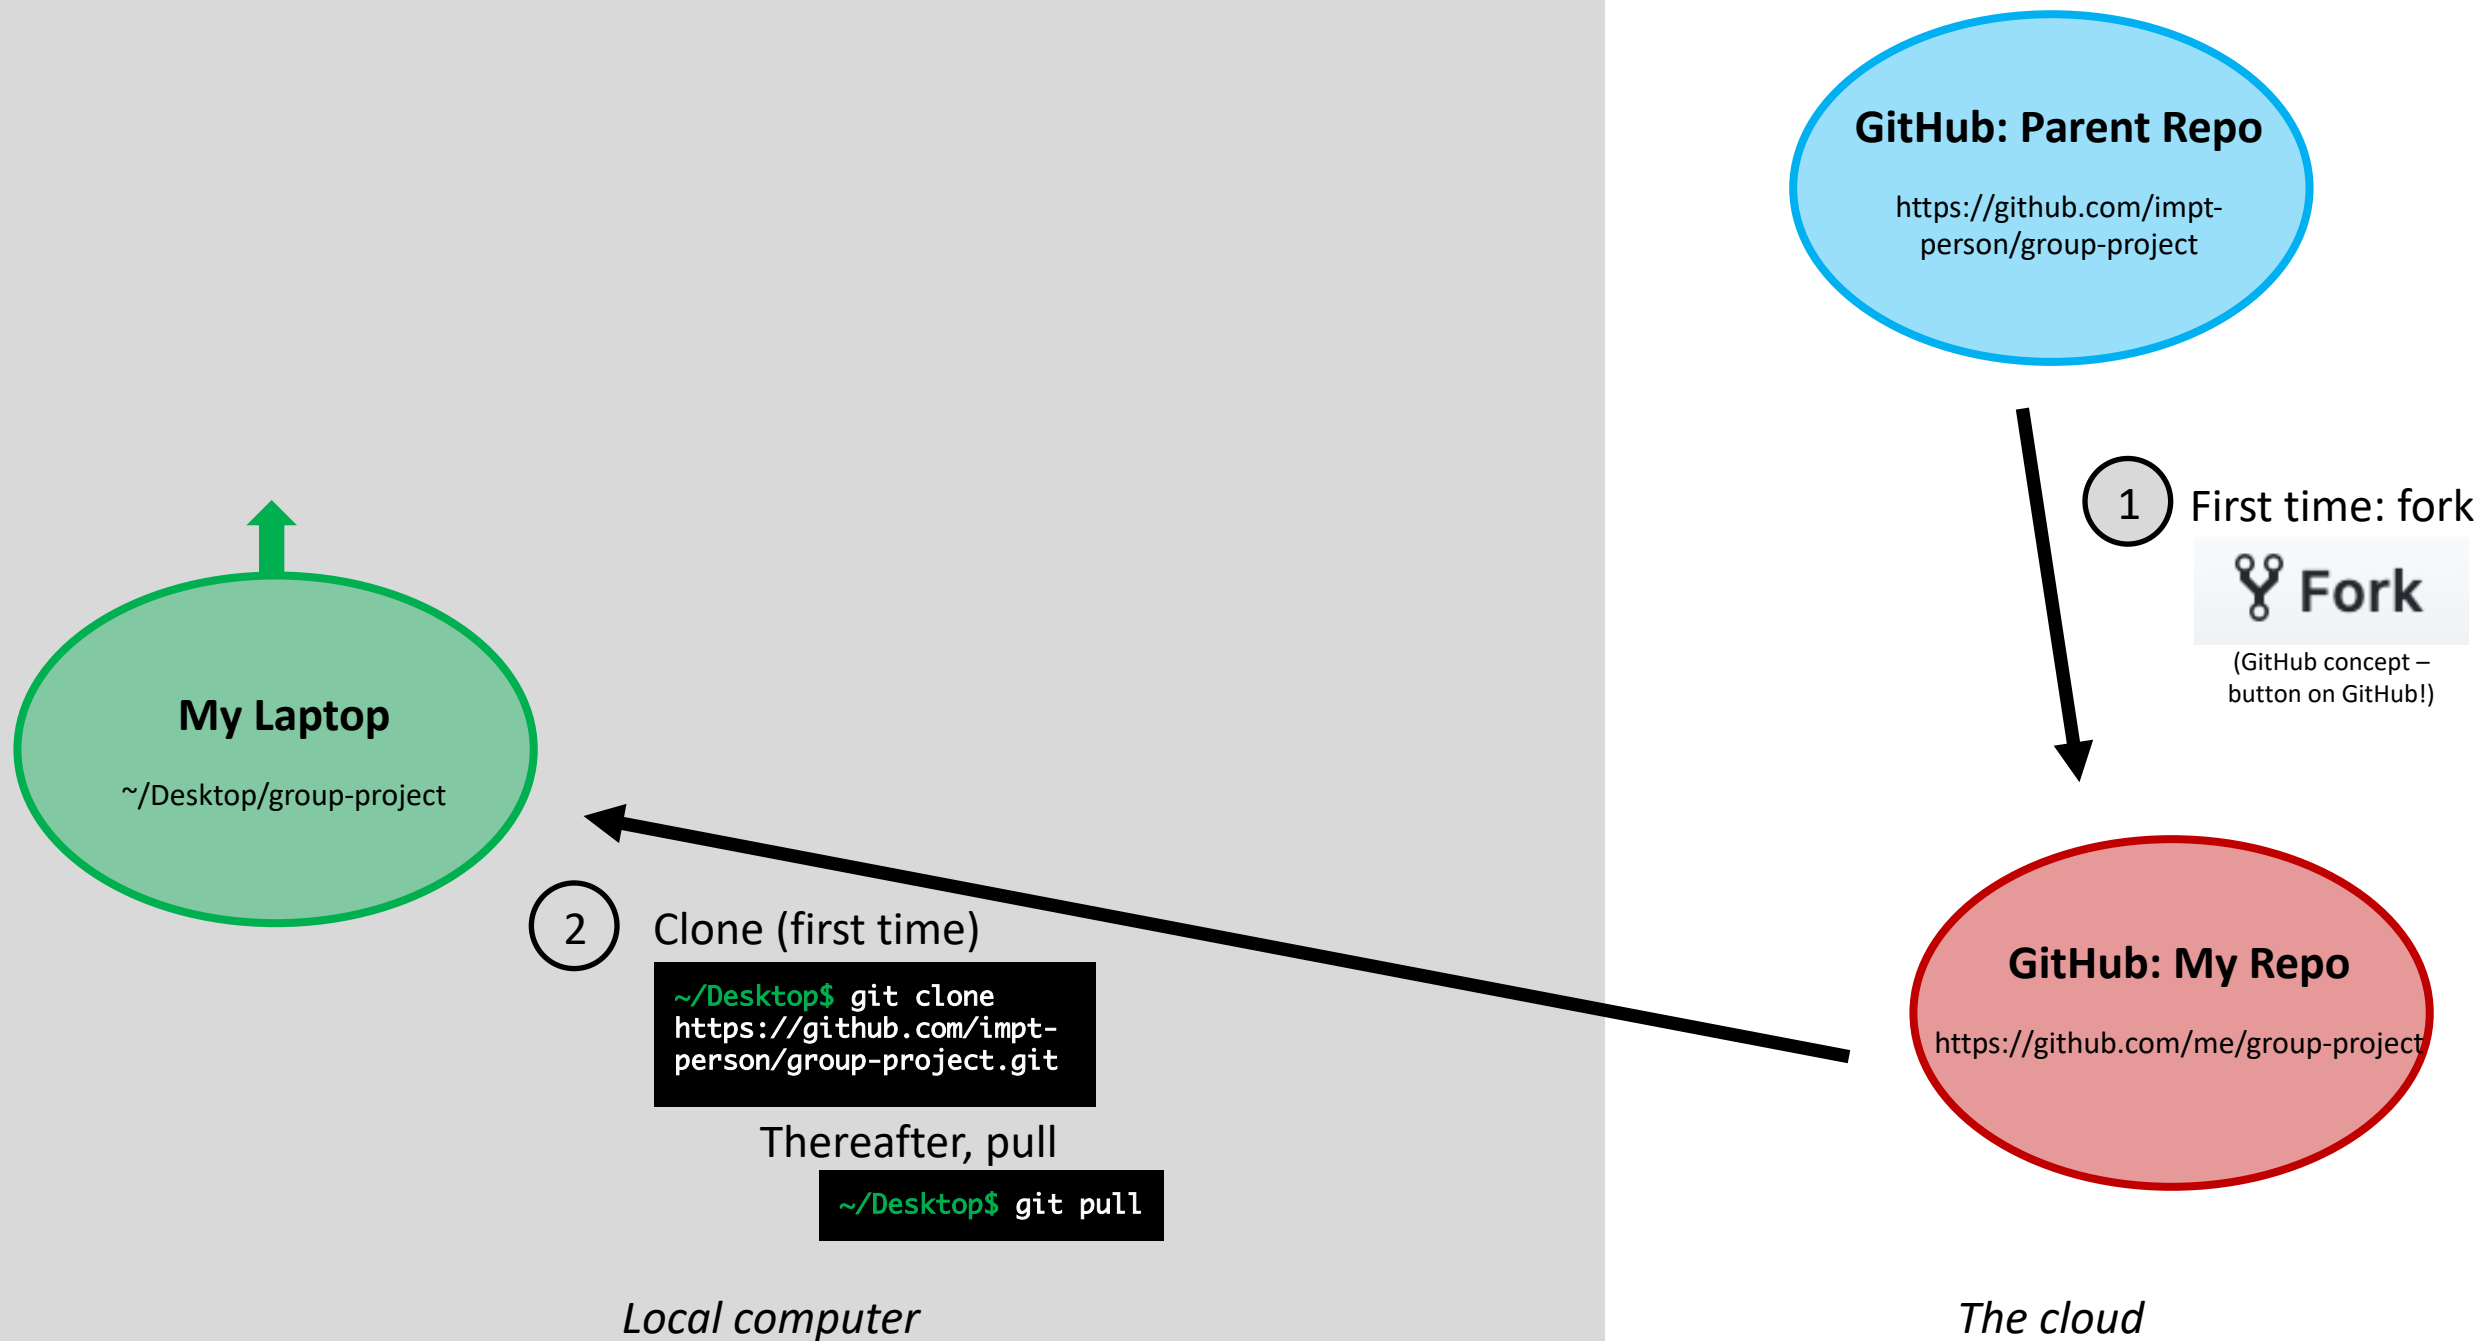 GitHub: Parent Repo
https://github.com/impt-
person/group-project
1
First time: fork
Fork
(GitHub concept –
button on GitHub!)
My Laptop
~/Desktop/group-project
2
Clone (first time)
~/Desktop$ git clone
https://github.com/impt-
person/group-project.git
Thereafter, pull
~/Desktop$ git pull
GitHub: My Repo
https://github.com/me/group-project
Local computer
The cloud